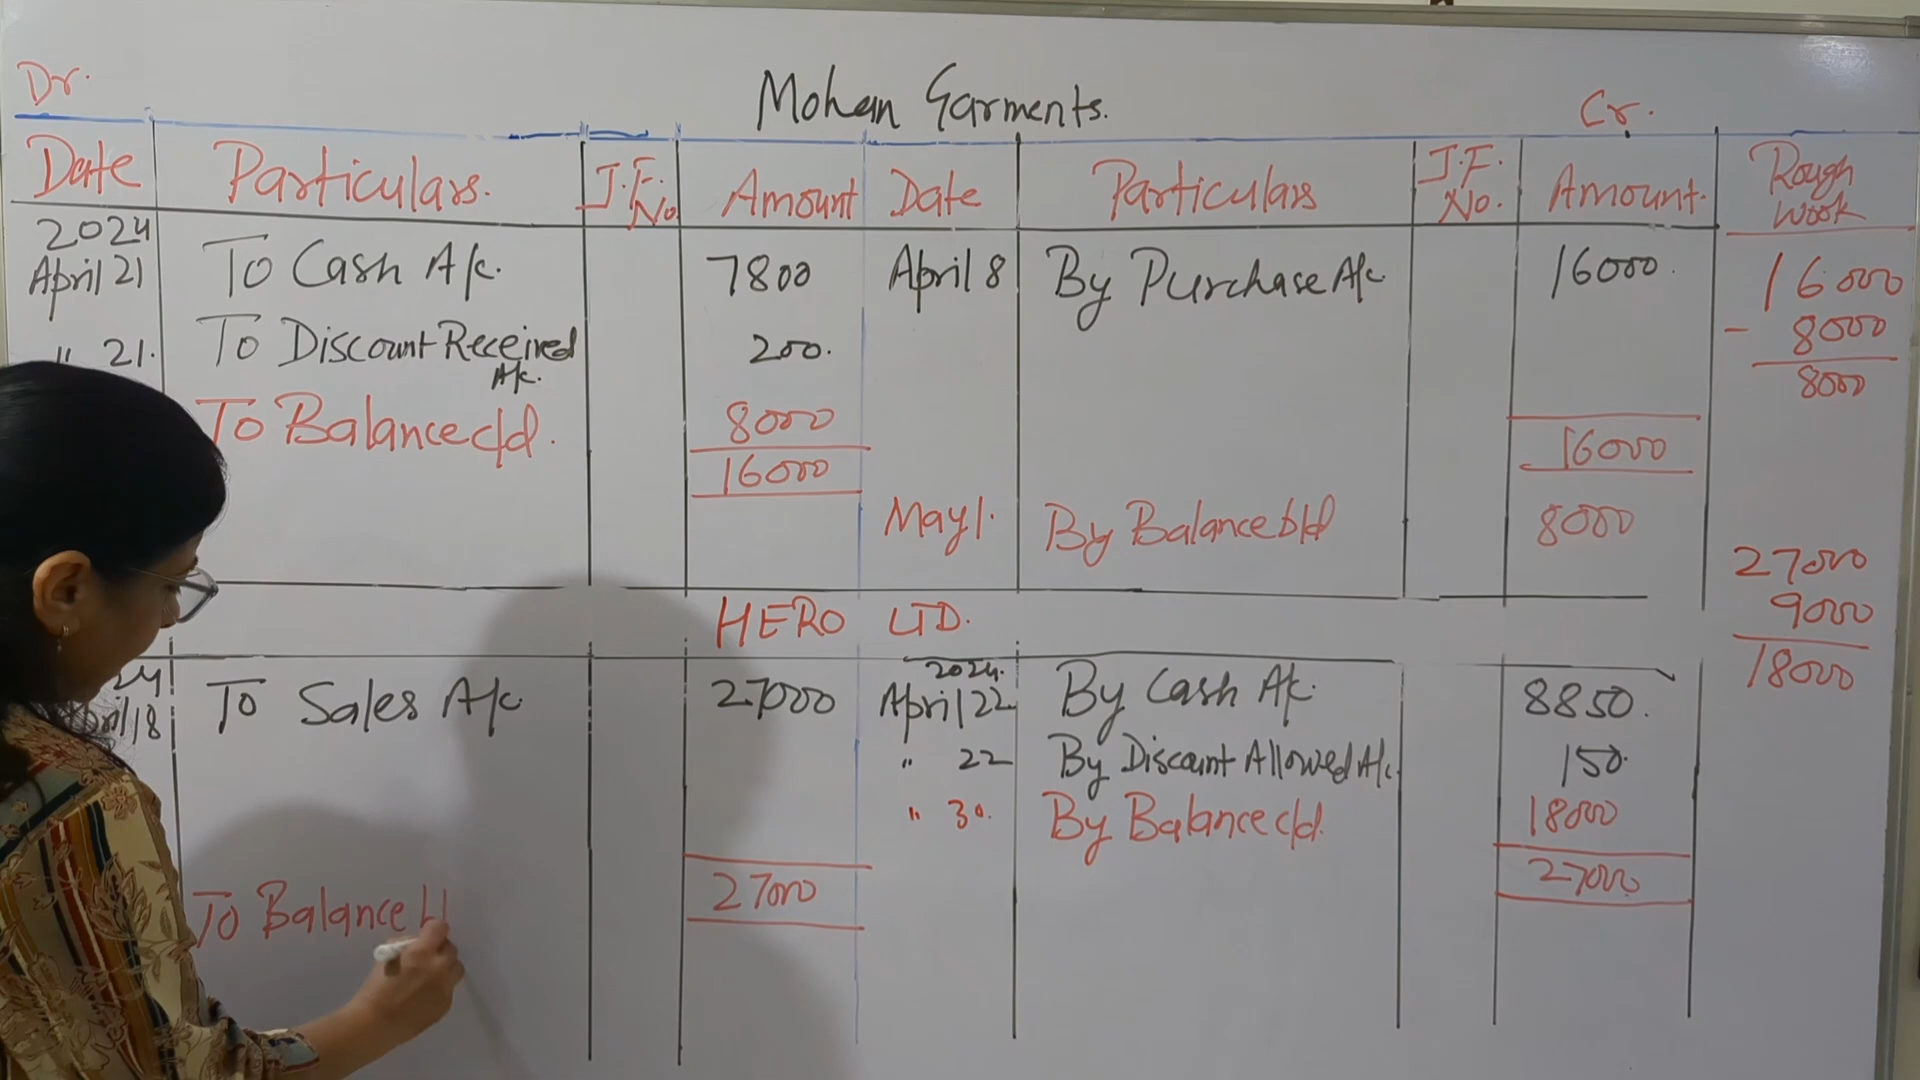 Dr. Mohan Garments. Cr.
Date Particulars. J.F. No. Amount Date Particulars J.F. No. Amount. Rough Work
2024
April 21 To Cash A/c. 7800 April 8 By Purchase A/c 16000. 16000
" 21. To Discount Received A/c. 200. - 8000
8000
To Balance c/d. 8000
16000 16000
May 1. By Balance b/d 8000
27000
9000
18000
HERO LTD.
2024.
To Sales A/c 27000 April 22 By Cash A/c. 8850.
" 22 By Discount Allowed A/c. 150.
" 30. By Balance c/d. 18000
27000 27000
To Balance